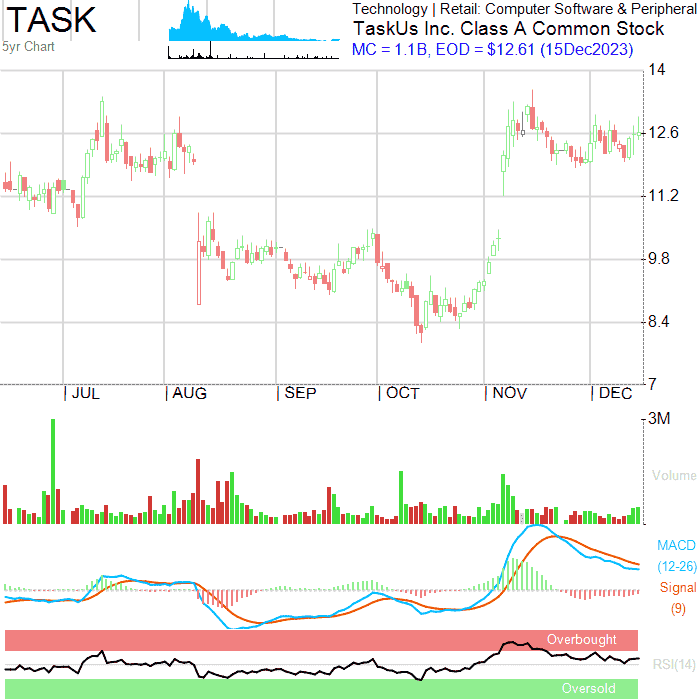 TASK
5yr Chart
Technology | Retail: Computer Software & Peripheral
TaskUs Inc. Class A Common Stock
MC = 1.1B, EOD = $12.61 (15Dec2023)
14
12.6
11.2
9.8
8.4
7
JUL AUG SEP OCT NOV DEC
3M
Volume
MACD
(12-26)
Signal
(9)
Overbought
RSI(14)
Oversold